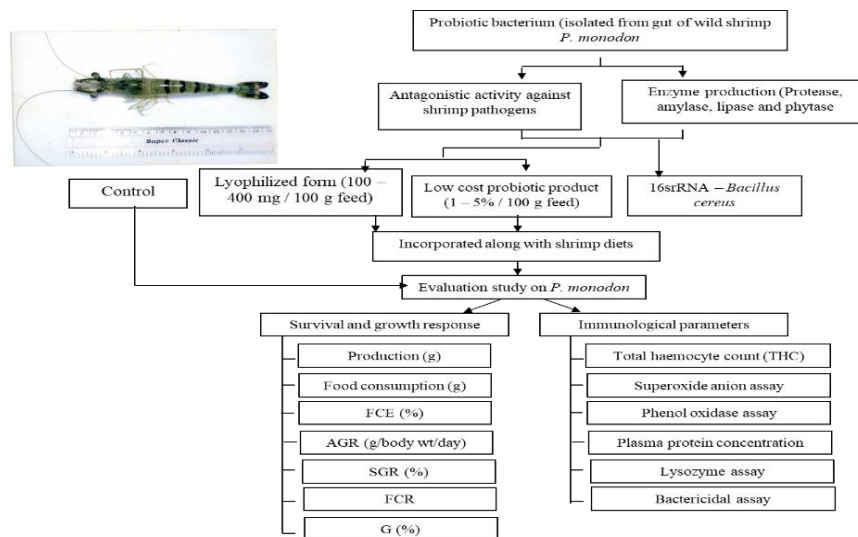 Probiotic bacterium (isolated from gut of wild shrimp
P. monodon
Antagonistic activity against
shrimp pathogens
Enzyme production (Protease,
amylase, lipase and phytase
Super Classic
Control
Lyophilized form (100 –
400 mg / 100 g feed)
Low cost probiotic product
(1 – 5% / 100 g feed)
16srRNA – Bacillus
cereus
Incorporated along with shrimp diets
Evaluation study on P. monodon
Survival and growth response
Production (g)
Food consumption (g)
FCE (%)
AGR (g/body wt/day)
SGR (%)
FCR
G (%)
Immunological parameters
Total haemocyte count (THC)
Superoxide anion assay
Phenol oxidase assay
Plasma protein concentration
Lysozyme assay
Bactericidal assay